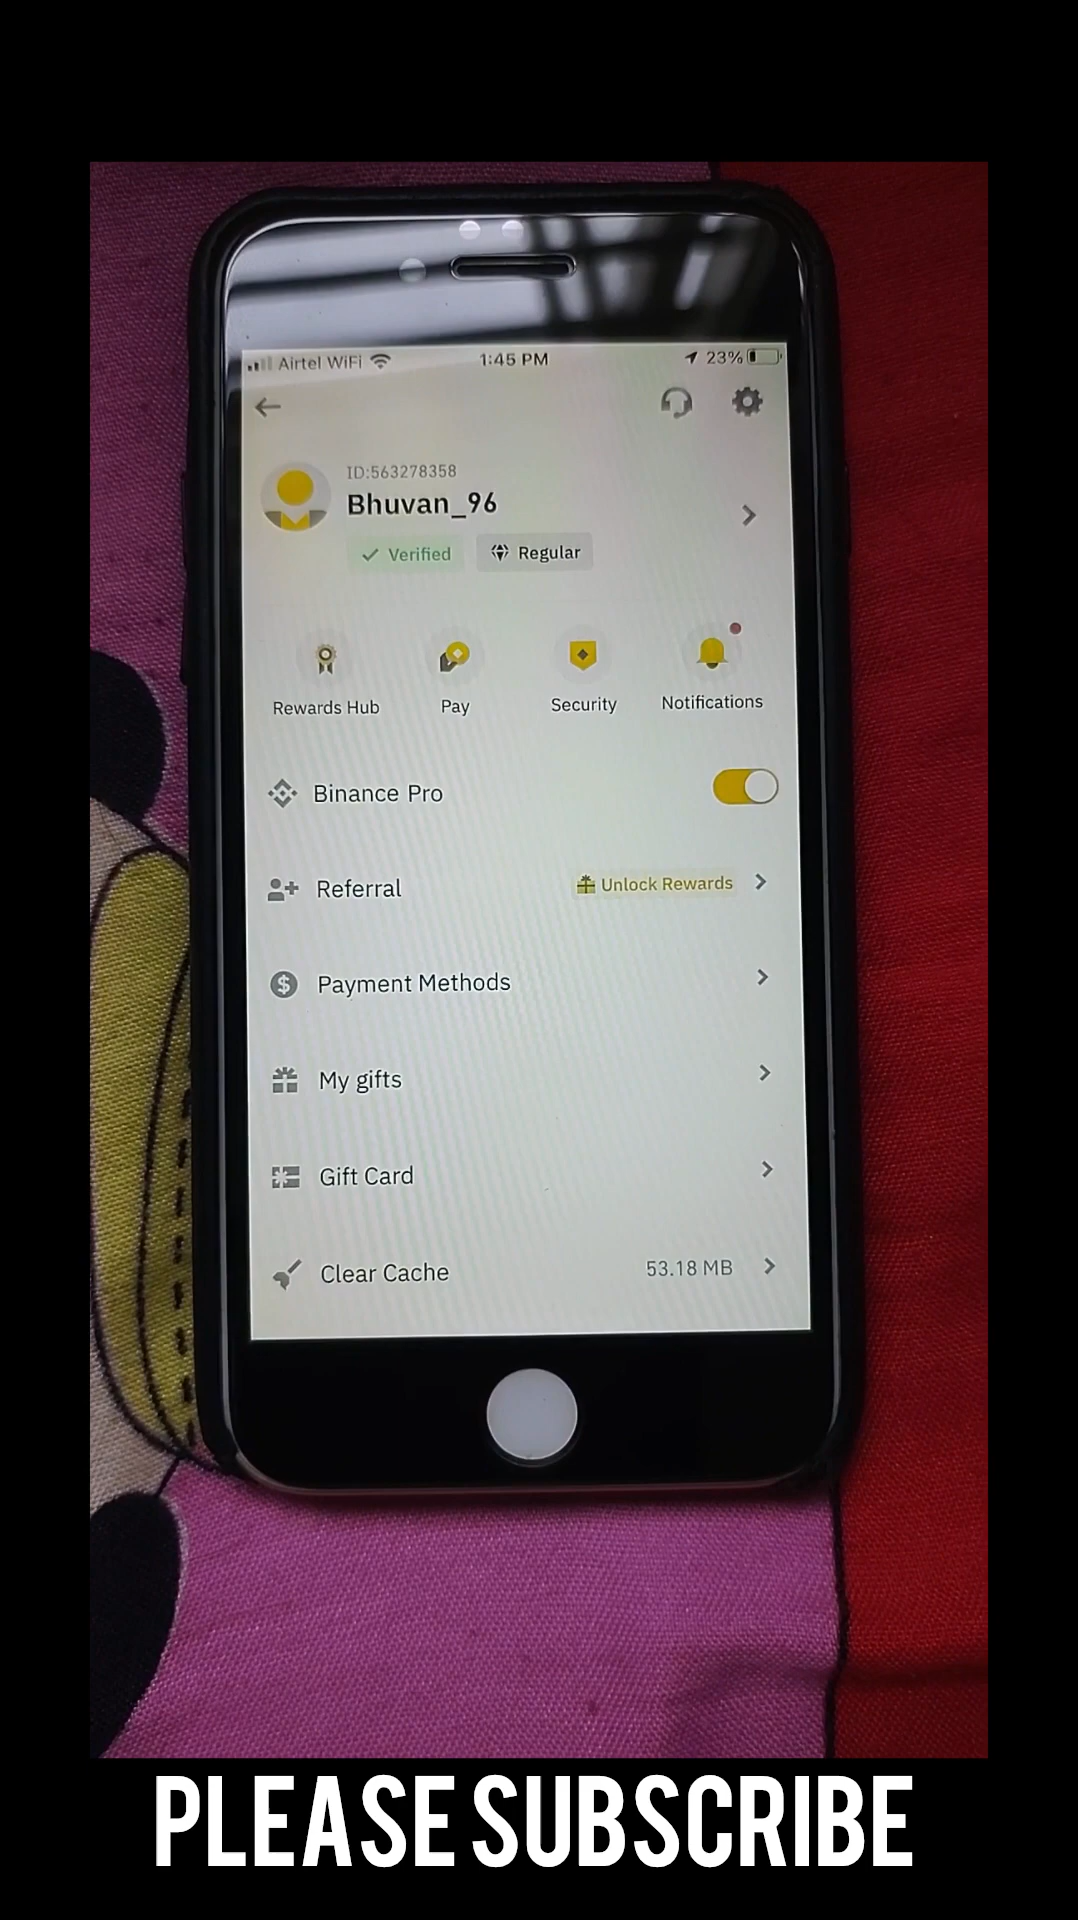 Airtel WiFi 1:45 PM 23%
ID:563278358
Bhuvan_96
Verified Regular
Rewards Hub Pay Security Notifications
Binance Pro
Referral Unlock Rewards
Payment Methods
My gifts
Gift Card
Clear Cache 53.18 MB
PLEASE SUBSCRIBE